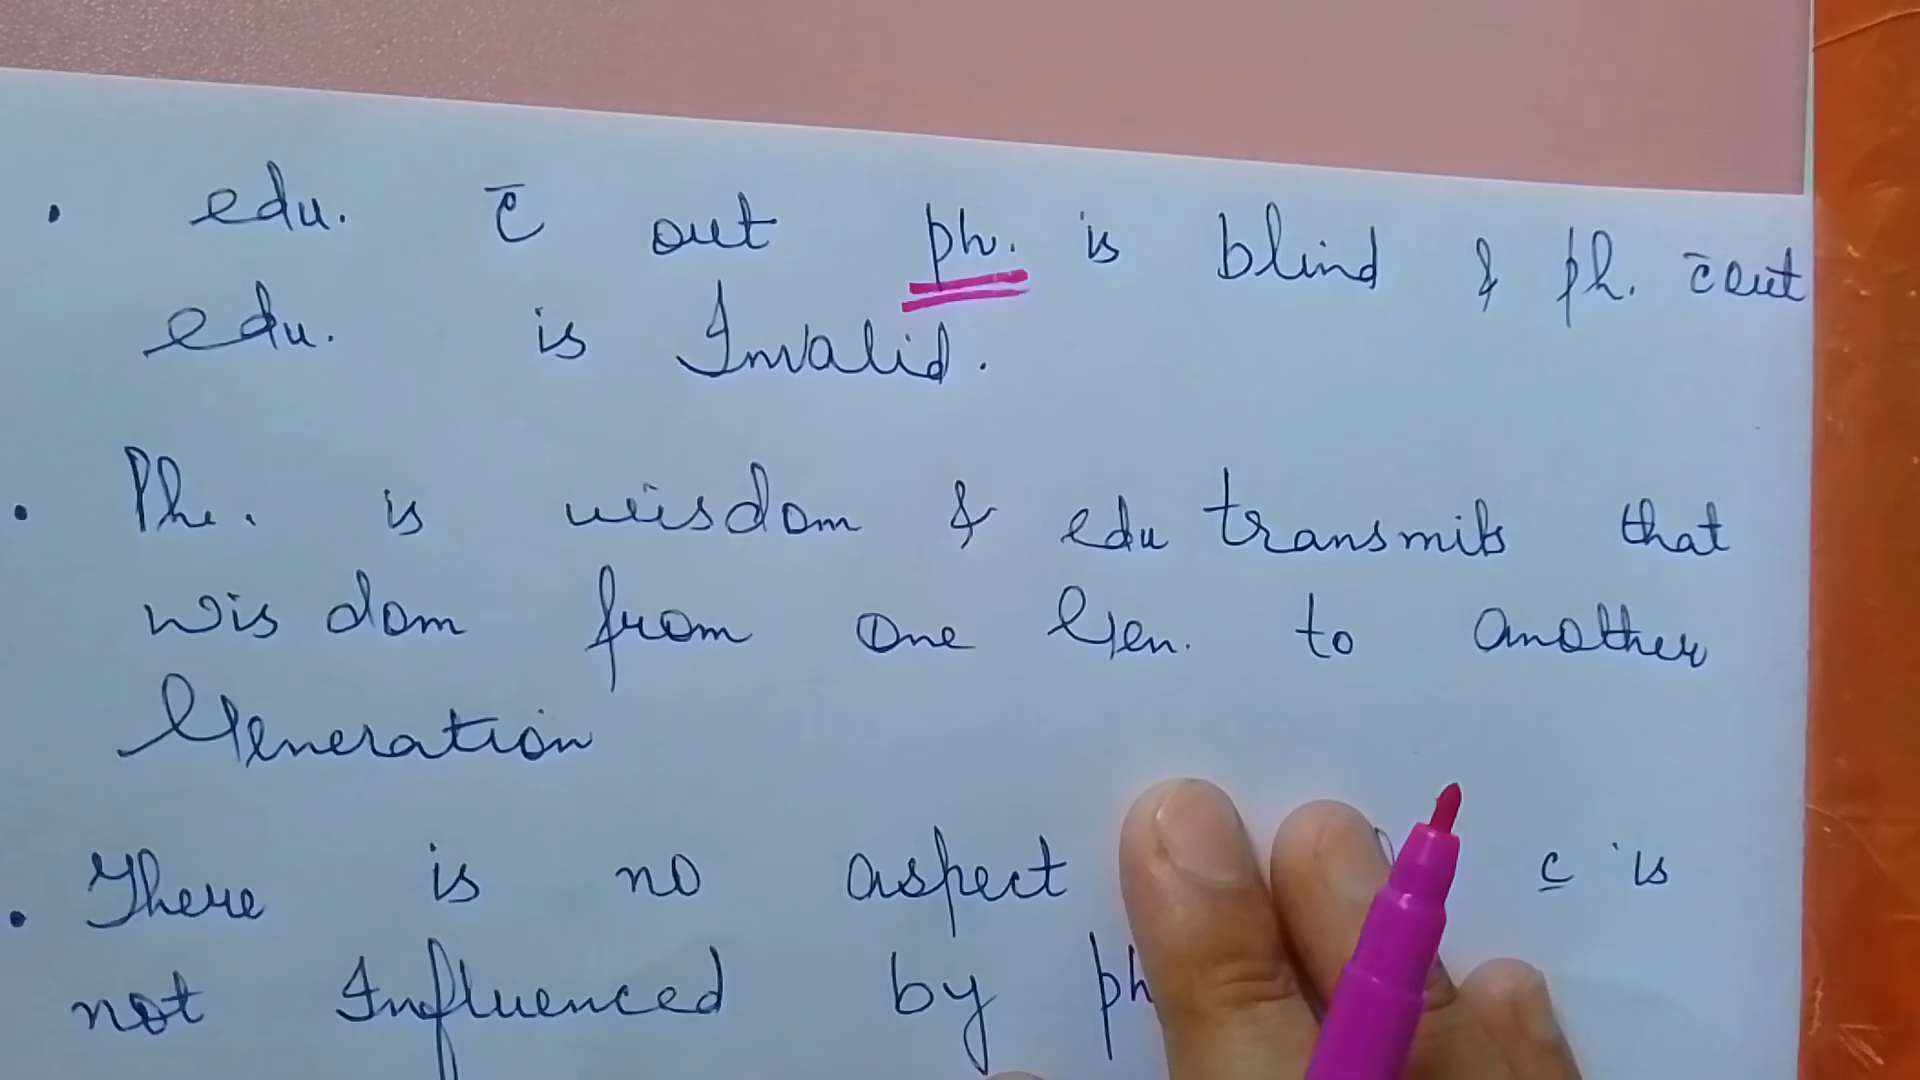 • edu. c̄ out ph. is blind & ph. c̄out
edu. is Invalid.
• Ph. is wisdom & edu transmits that
wisdom from one Gen. to another
Generation
• There is no aspect c is
not Influenced by ph